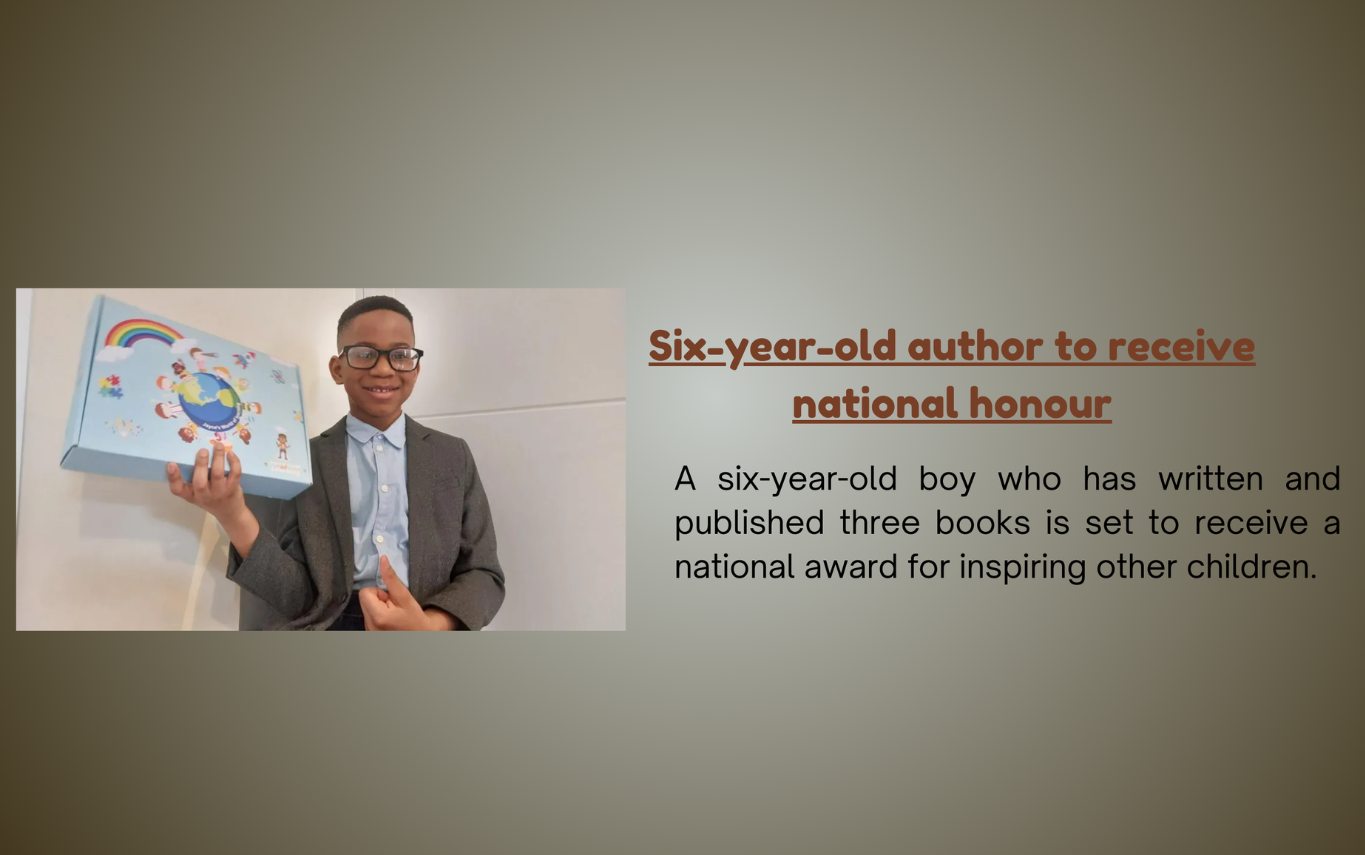 Six-year-old author to receive
national honour
A six-year-old boy who has written and
published three books is set to receive a
national award for inspiring other children.